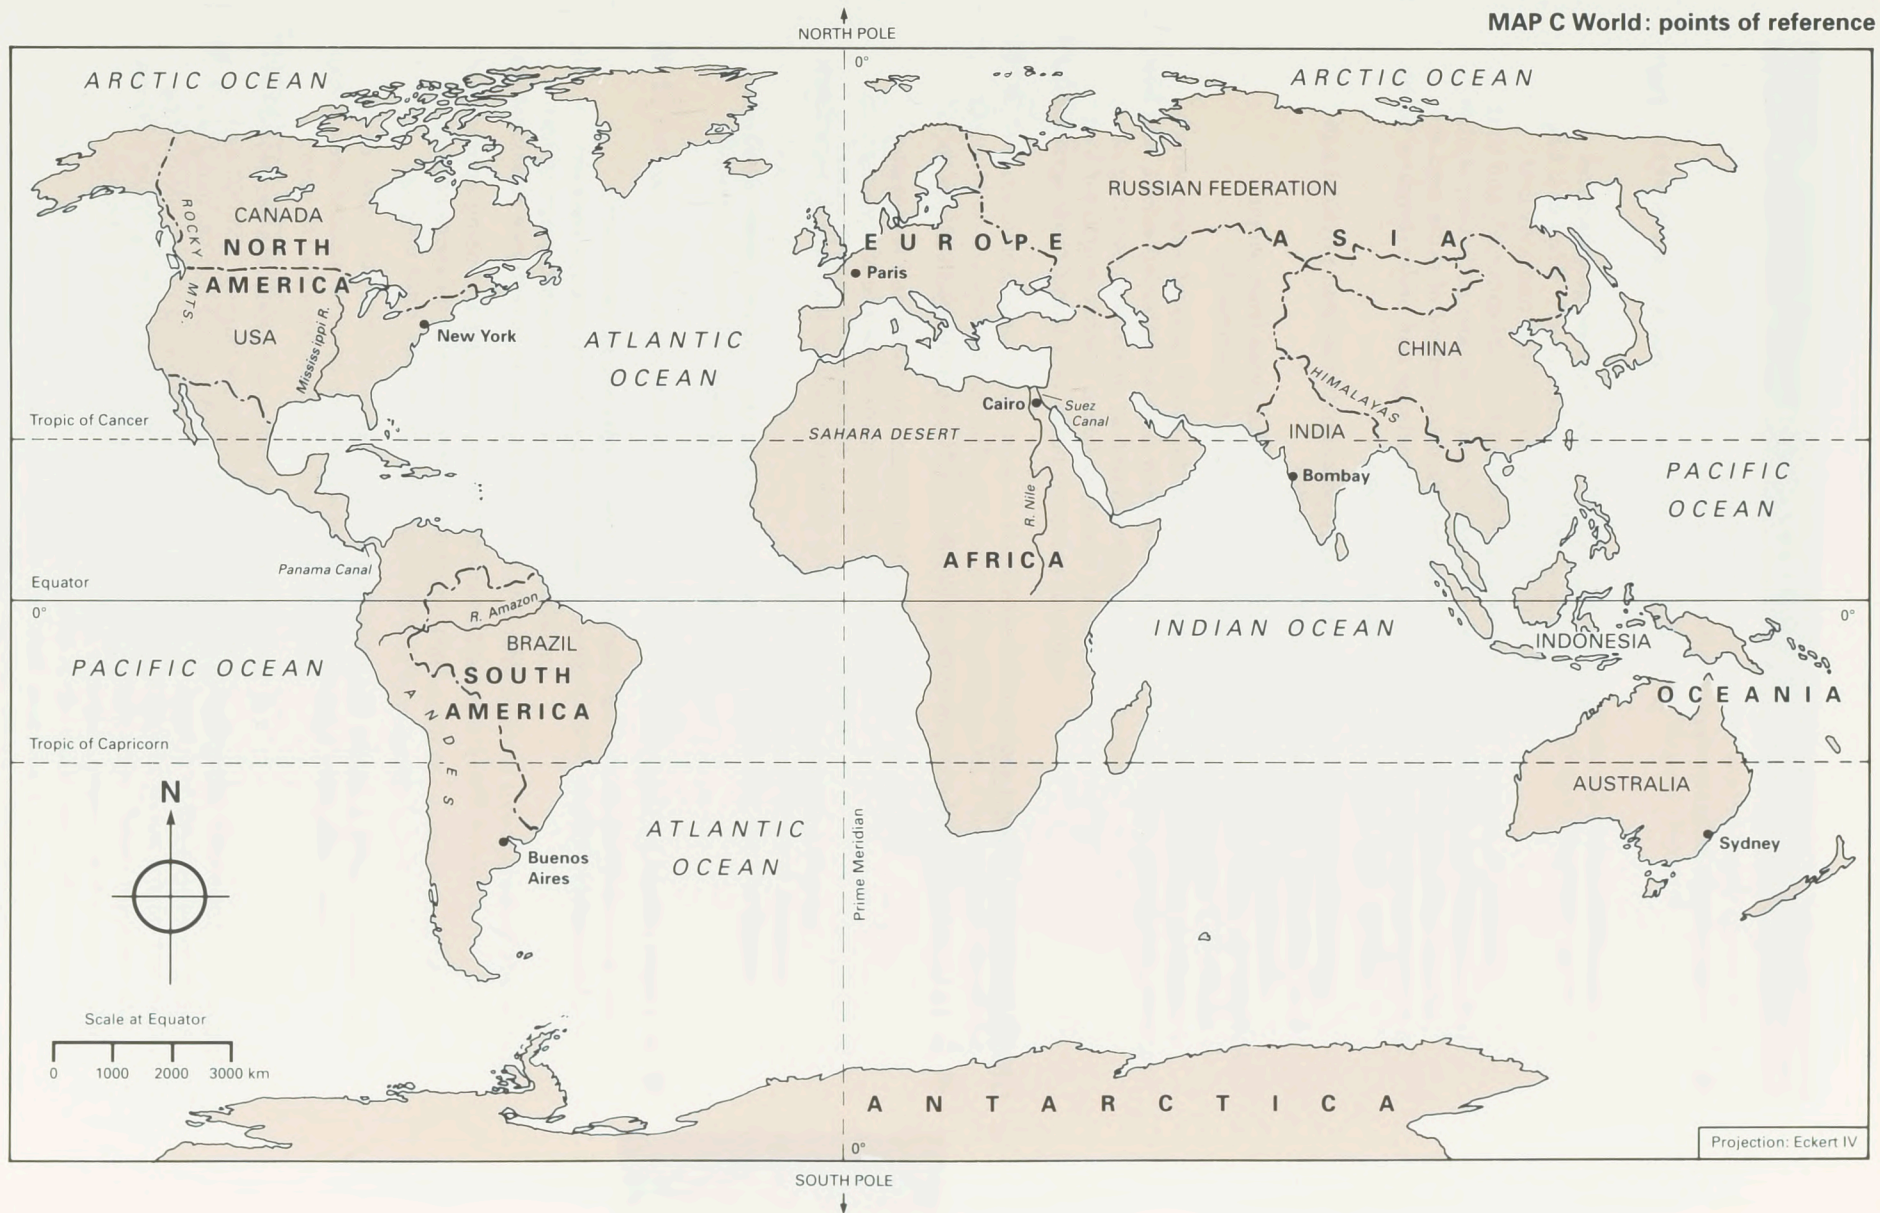 MAP C World: points of reference
NORTH POLE
0°
ARCTIC OCEAN
ARCTIC OCEAN
RUSSIAN FEDERATION
CANADA
ROCKY
MTS.
NORTH
AMERICA
EUROPE
ASIA
Paris
USA
Mississippi R.
New York
ATLANTIC
OCEAN
CHINA
HIMALAYAS
Cairo
Suez
Canal
Tropic of Cancer
SAHARA DESERT
INDIA
Bombay
PACIFIC
OCEAN
R. Nile
AFRICA
Panama Canal
Equator
0°
0°
R. Amazon
BRAZIL
INDIAN OCEAN
INDONESIA
PACIFIC OCEAN
SOUTH
AMERICA
ANDES
OCEANIA
Tropic of Capricorn
AUSTRALIA
N
ATLANTIC
OCEAN
Prime Meridian
Buenos
Aires
Sydney
Scale at Equator
0 1000 2000 3000 km
ANTARCTICA
0°
Projection: Eckert IV
SOUTH POLE